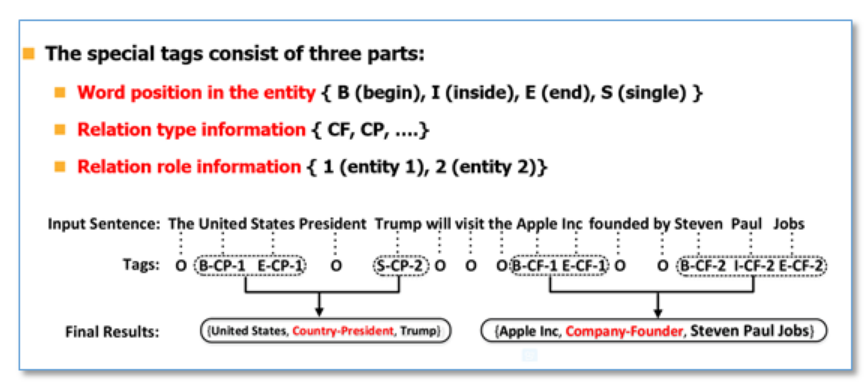 The special tags consist of three parts:
Word position in the entity { B (begin), I (inside), E (end), S (single) }
Relation type information { CF, CP, ....}
Relation role information { 1 (entity 1), 2 (entity 2)}
Input Sentence: The United States President Trump will visit the Apple Inc founded by Steven Paul Jobs
Tags: O B-CP-1 E-CP-1 O S-CP-2 O O O B-CF-1 E-CF-1 O O B-CF-2 I-CF-2 E-CF-2
Final Results: {United States, Country-President, Trump} {Apple Inc, Company-Founder, Steven Paul Jobs}